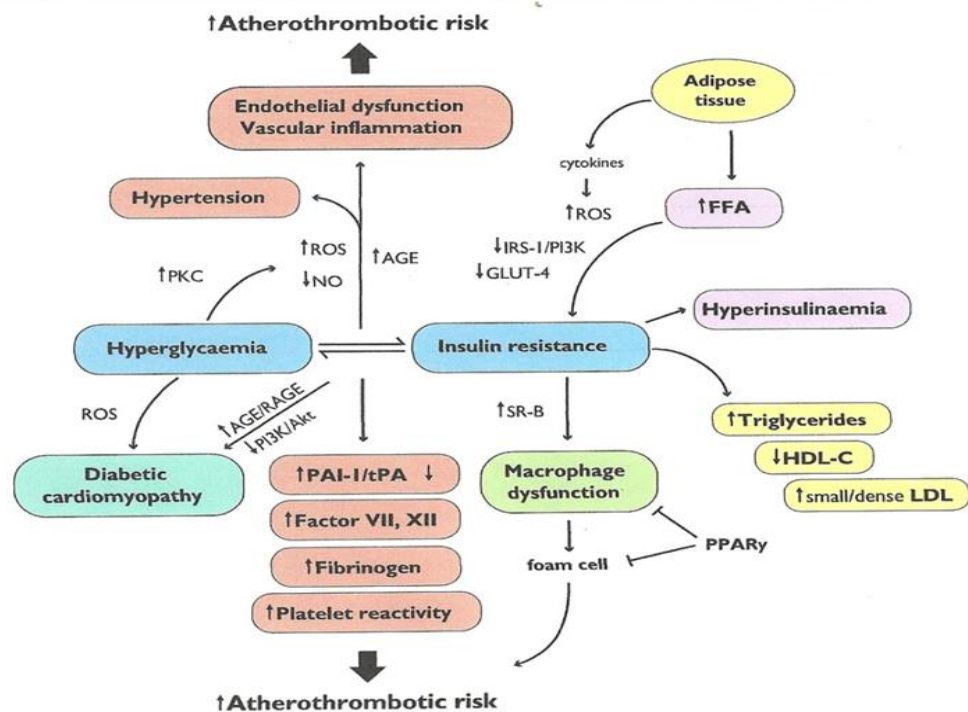 ↑Atherothrombotic risk
Endothelial dysfunction
Vascular inflammation
Adipose
tissue
cytokines
↑ROS
↑FFA
Hypertension
↑ROS
↓NO
↑AGE
↑PKC
↓IRS-1/PI3K
↓GLUT-4
Hyperinsulinaemia
Hyperglycaemia
Insulin resistance
ROS
↑AGE/RAGE
↓PI3K/Akt
↑SR-B
↑Triglycerides
↓HDL-C
↑small/dense LDL
Diabetic
cardiomyopathy
↑PAI-1/tPA ↓
↑Factor VII, XII
↑Fibrinogen
↑Platelet reactivity
Macrophage
dysfunction
PPARy
foam cell
↑Atherothrombotic risk